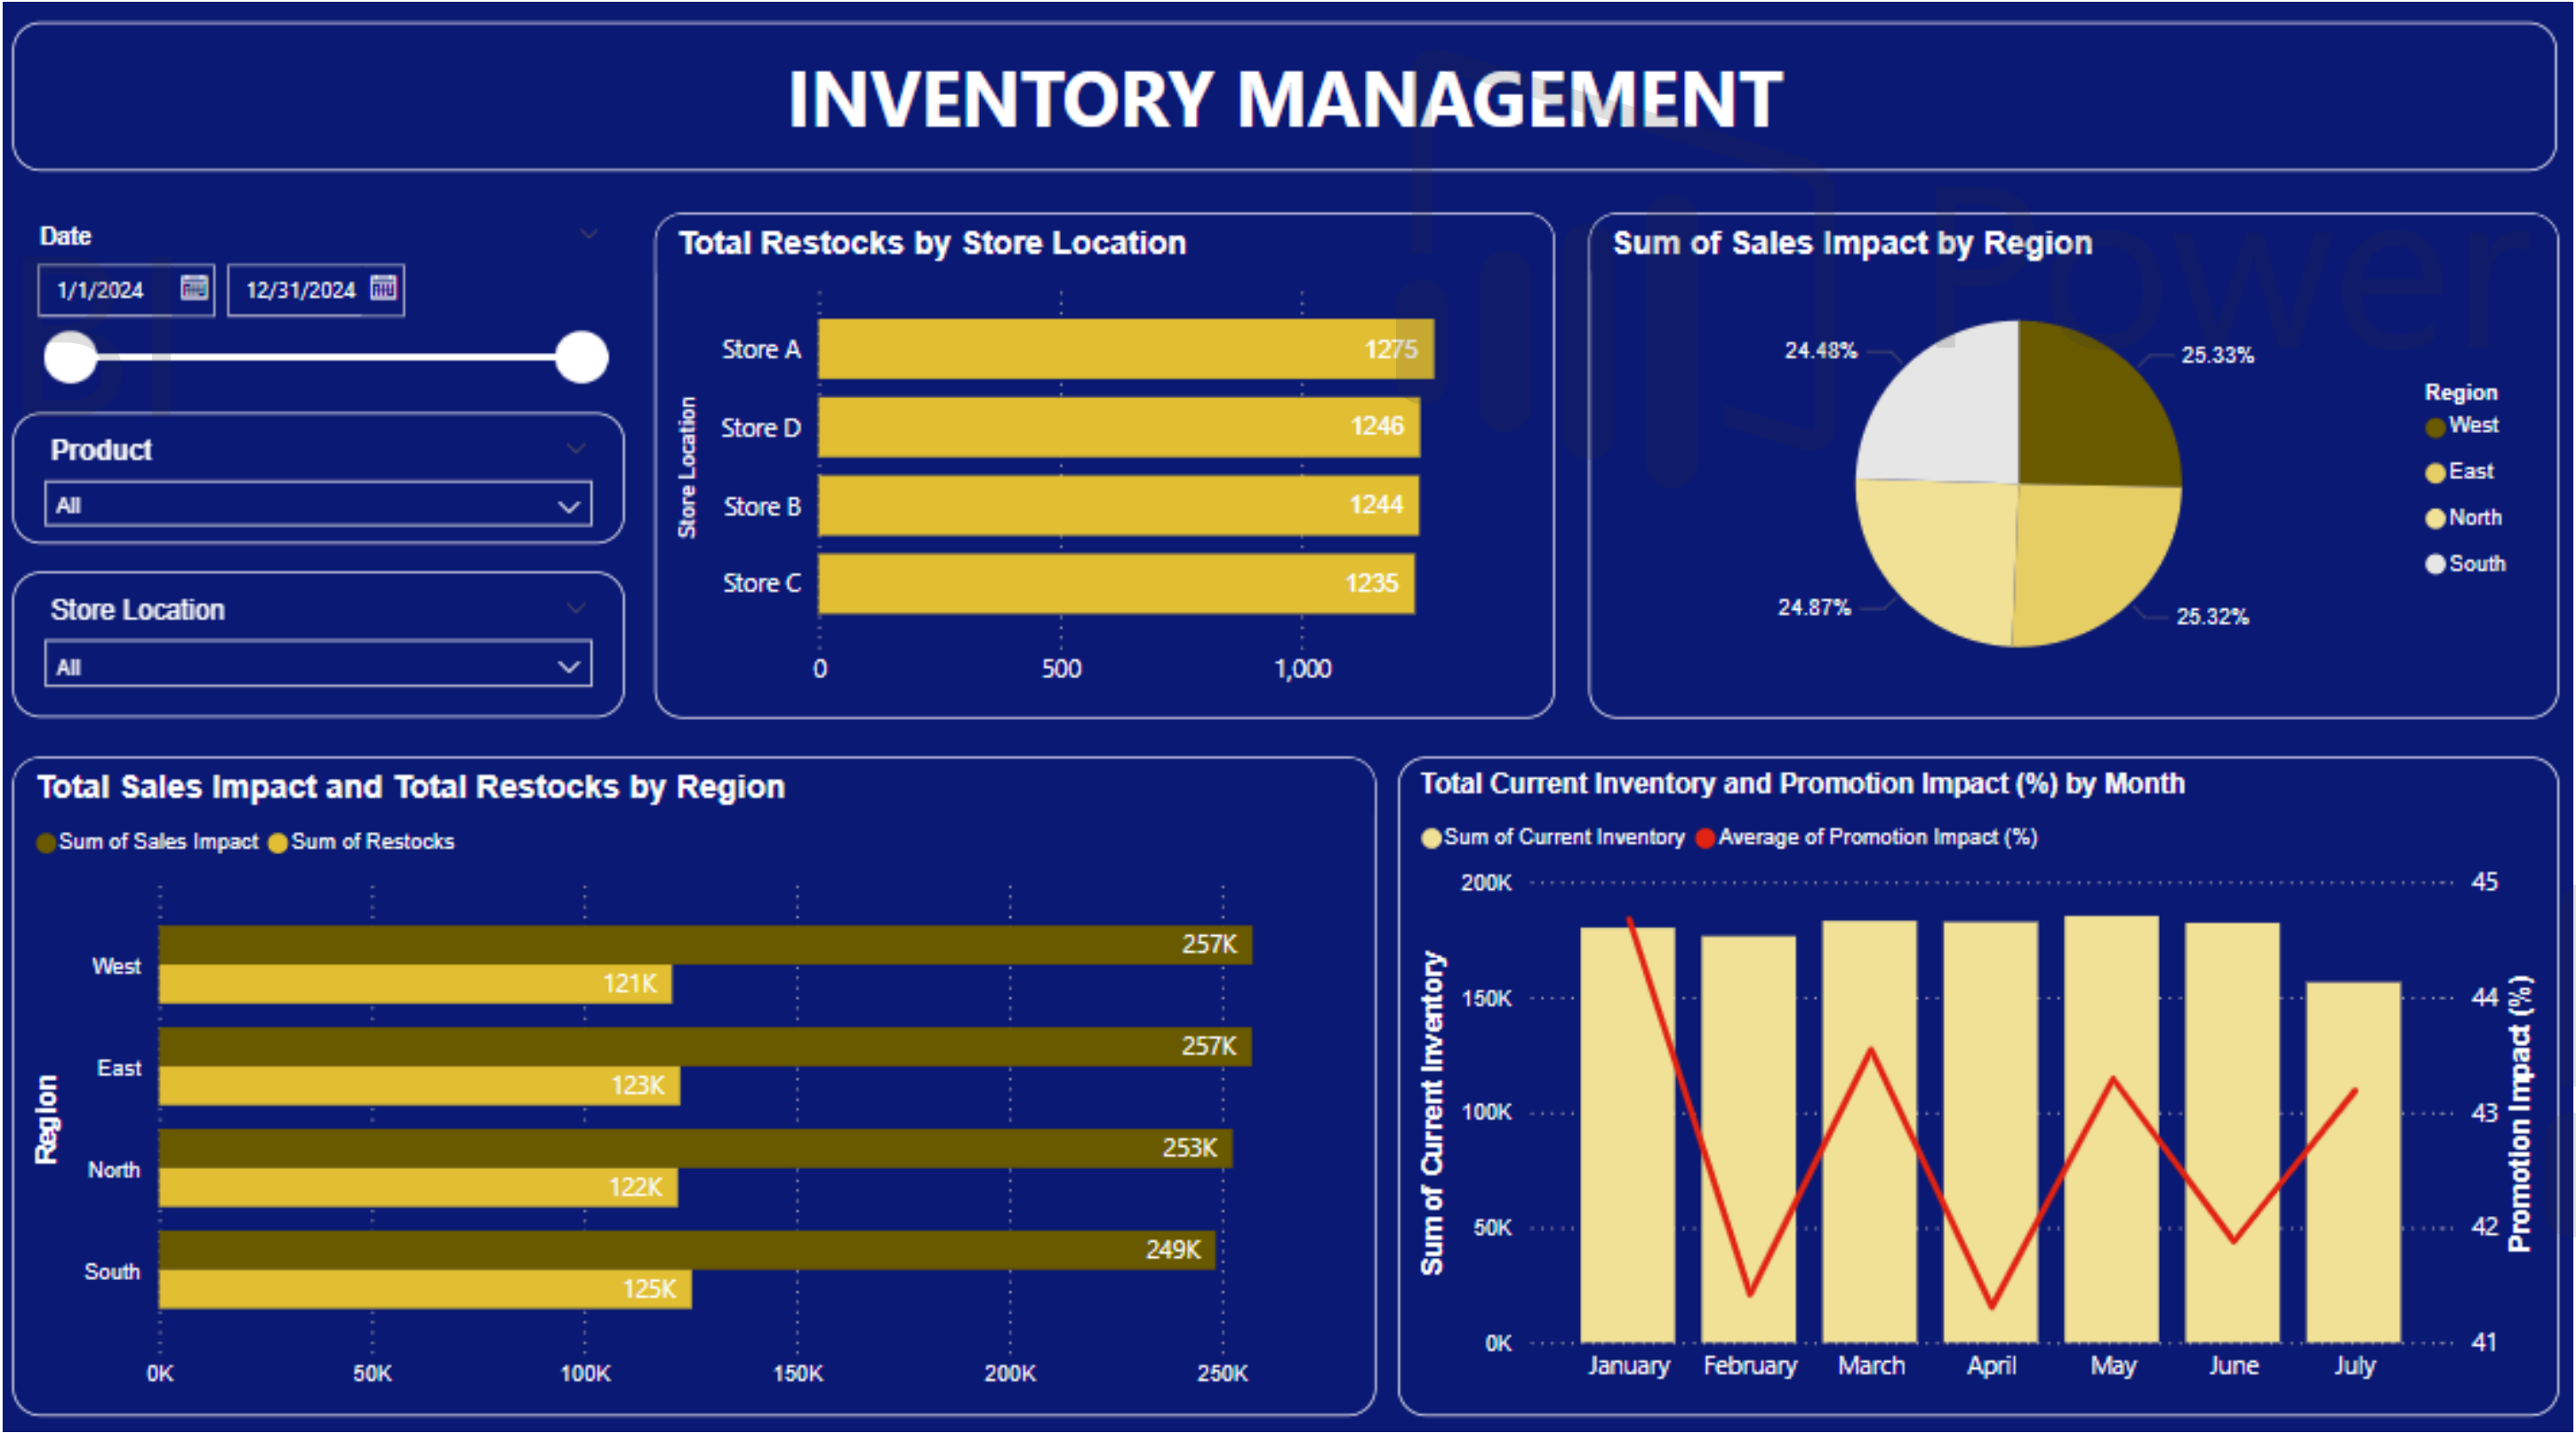 INVENTORY MANAGEMENT
Date
1/1/2024
12/31/2024
Product
All
Store Location
All
Total Restocks by Store Location
Store Location
Store A
1275
Store D
1246
Store B
1244
Store C
1235
0
500
1,000
Sum of Sales Impact by Region
24.48%
25.33%
24.87%
25.32%
Region
West
East
North
South
Total Sales Impact and Total Restocks by Region
Sum of Sales Impact
Sum of Restocks
Region
West
257K
121K
East
257K
123K
North
253K
122K
South
249K
125K
0K
50K
100K
150K
200K
250K
Total Current Inventory and Promotion Impact (%) by Month
Sum of Current Inventory
Average of Promotion Impact (%)
Sum of Current Inventory
200K
150K
100K
50K
0K
45
44
43
42
41
Promotion Impact (%)
January
February
March
April
May
June
July
Power
BI